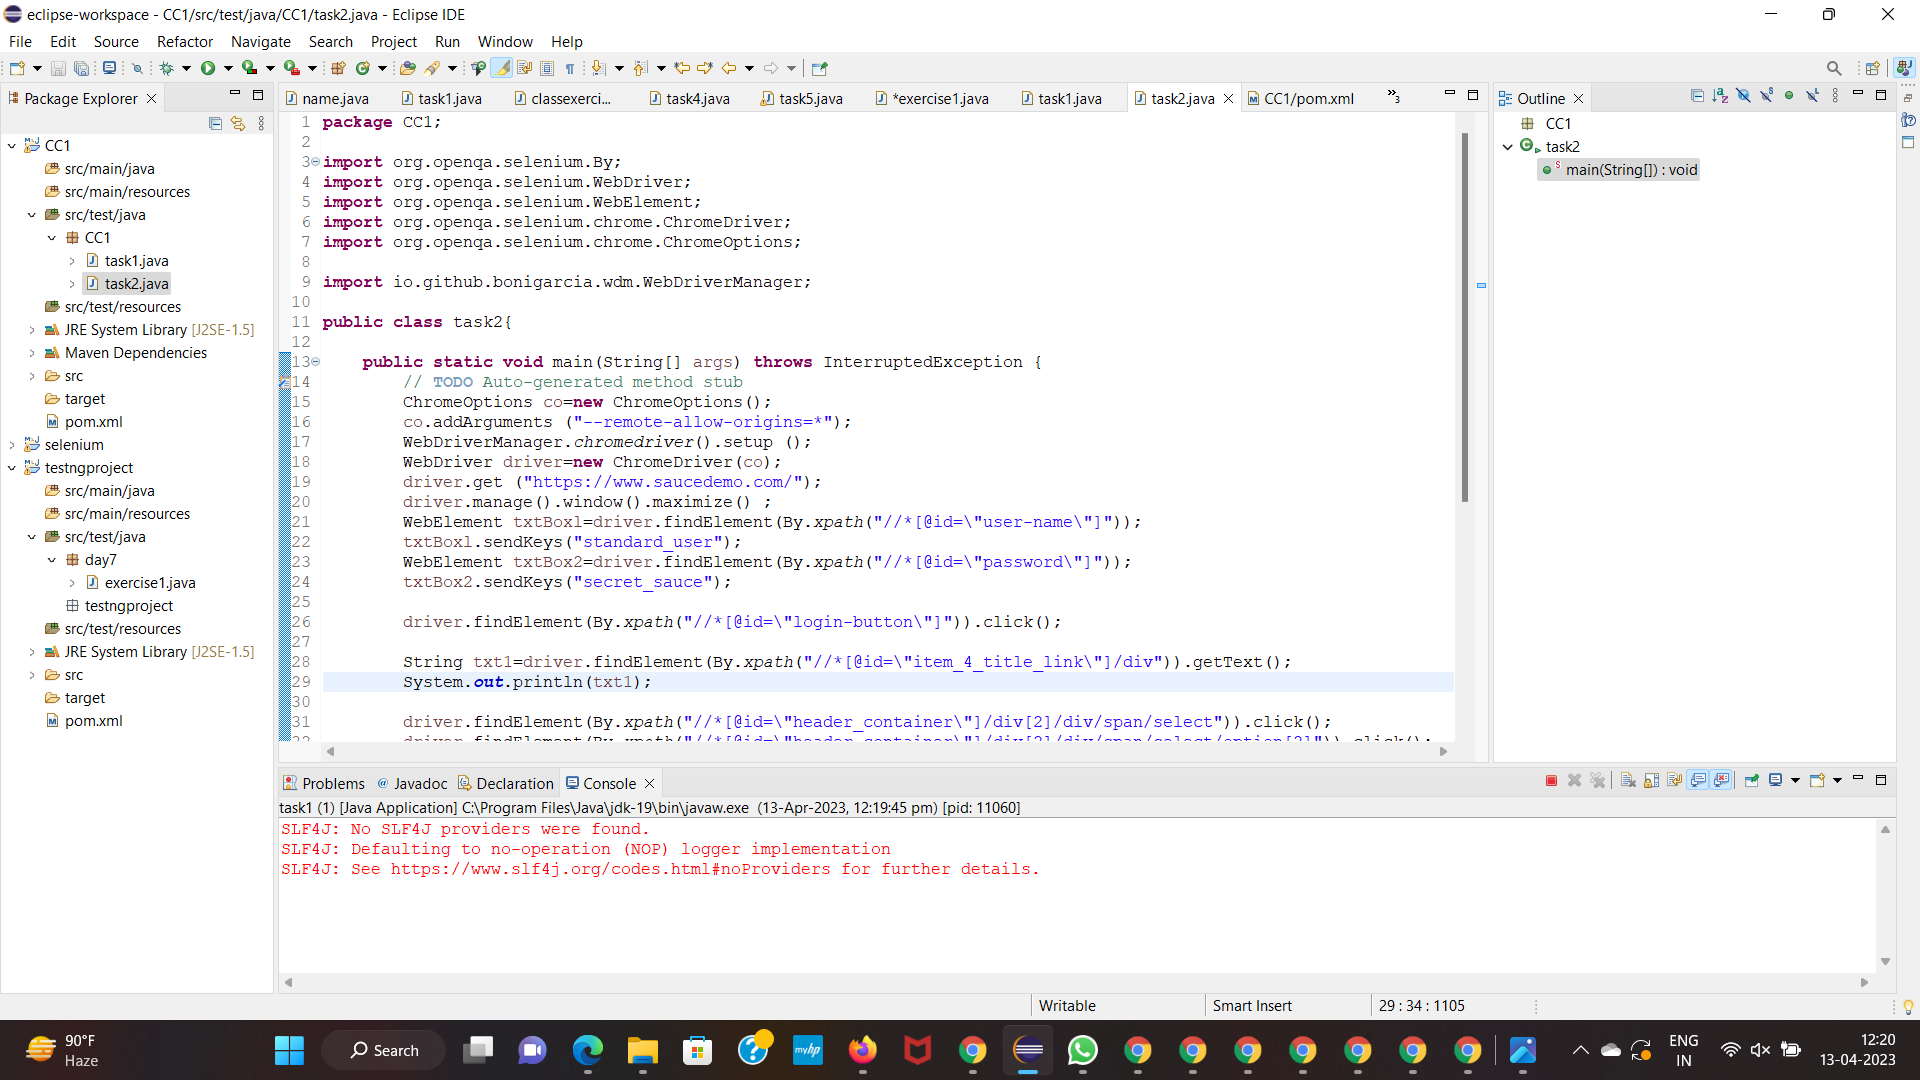 eclipse-workspace - CC1/src/test/java/CC1/task2.java - Eclipse IDE
File Edit Source Refactor Navigate Search Project Run Window Help
Package Explorer
CC1
src/main/java
src/main/resources
src/test/java
CC1
task1.java
task2.java
src/test/resources
JRE System Library [J2SE-1.5]
Maven Dependencies
src
target
pom.xml
selenium
testngproject
src/main/java
src/main/resources
src/test/java
day7
exercise1.java
testngproject
src/test/resources
JRE System Library [J2SE-1.5]
src
target
pom.xml
name.java task1.java classexerci... task4.java task5.java *exercise1.java task1.java task2.java CC1/pom.xml »3
1 package CC1;
2
3 import org.openqa.selenium.By;
4 import org.openqa.selenium.WebDriver;
5 import org.openqa.selenium.WebElement;
6 import org.openqa.selenium.chrome.ChromeDriver;
7 import org.openqa.selenium.chrome.ChromeOptions;
8
9 import io.github.bonigarcia.wdm.WebDriverManager;
10
11 public class task2{
12
13 public static void main(String[] args) throws InterruptedException {
14 // TODO Auto-generated method stub
15 ChromeOptions co=new ChromeOptions();
16 co.addArguments ("--remote-allow-origins=*");
17 WebDriverManager.chromedriver().setup ();
18 WebDriver driver=new ChromeDriver(co);
19 driver.get ("https://www.saucedemo.com/");
20 driver.manage().window().maximize() ;
21 WebElement txtBoxl=driver.findElement(By.xpath("//*[@id=\"user-name\"]"));
22 txtBoxl.sendKeys("standard_user");
23 WebElement txtBox2=driver.findElement(By.xpath("//*[@id=\"password\"]"));
24 txtBox2.sendKeys("secret_sauce");
25
26 driver.findElement(By.xpath("//*[@id=\"login-button\"]")).click();
27
28 String txt1=driver.findElement(By.xpath("//*[@id=\"item_4_title_link\"]/div")).getText();
29 System.out.println(txt1);
30
31 driver.findElement(By.xpath("//*[@id=\"header_container\"]/div[2]/div/span/select")).click();
Outline
CC1
task2
main(String[]) : void
Problems Javadoc Declaration Console
task1 (1) [Java Application] C:\Program Files\Java\jdk-19\bin\javaw.exe (13-Apr-2023, 12:19:45 pm) [pid: 11060]
SLF4J: No SLF4J providers were found.
SLF4J: Defaulting to no-operation (NOP) logger implementation
SLF4J: See https://www.slf4j.org/codes.html#noProviders for further details.
Writable Smart Insert 29 : 34 : 1105
90°F
Haze
Search
myhp
ENG
IN
12:20
13-04-2023